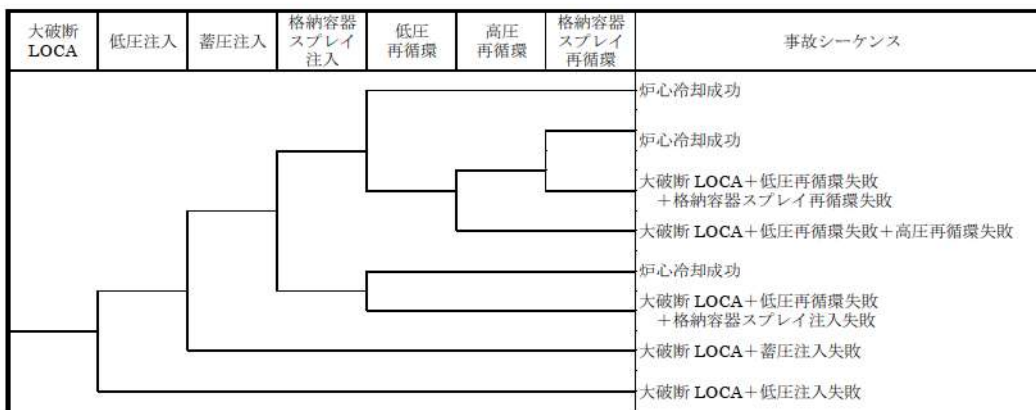 大破断
LOCA
低圧注入
蓄圧注入
格納容器
スプレイ
注入
低圧
再循環
高圧
再循環
格納容器
スプレイ
再循環
事故シーケンス
炉心冷却成功
炉心冷却成功
大破断 LOCA＋低圧再循環失敗
＋格納容器スプレイ再循環失敗
大破断 LOCA＋低圧再循環失敗＋高圧再循環失敗
炉心冷却成功
大破断 LOCA＋低圧再循環失敗
＋格納容器スプレイ注入失敗
大破断 LOCA＋蓄圧注入失敗
大破断 LOCA＋低圧注入失敗